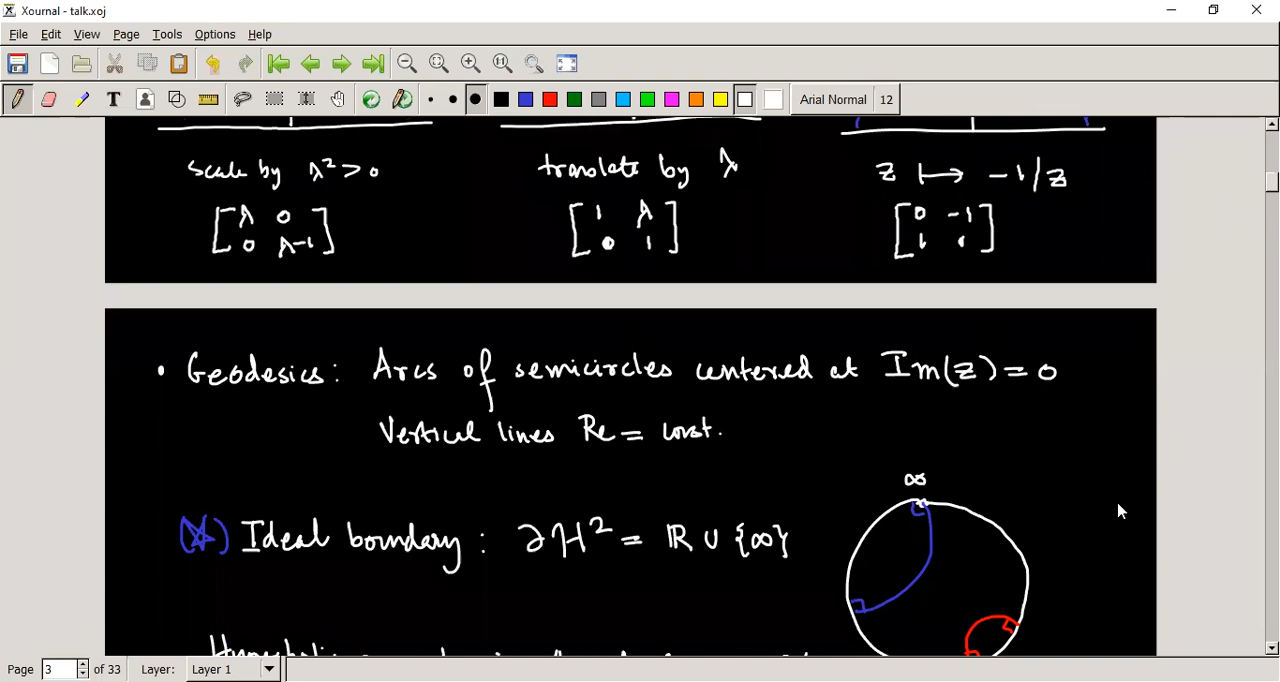 Xournal - talk.xoj
File Edit View Page Tools Options Help
Arial Normal 12
scale by λ² > 0
[λ 0
0 λ-1]
translate by λ
[1 λ
0 1]
z ⟼ -1/z
[0 -1
1 0]
• Geodesics: Arcs of semicircles centered at Im(z) = 0
Vertical lines Re = const.
∞
(*) Ideal boundary: ∂H² = ℝ ∪ {∞}
Page 3 of 33 Layer: Layer 1